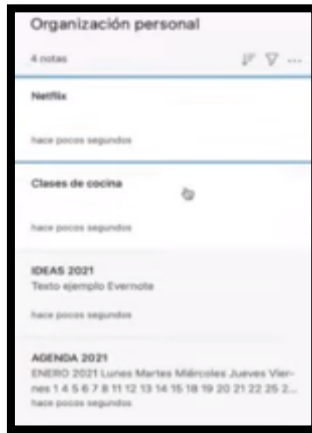 Organización personal
4 notas
Netflix
hace pocos segundos
Clases de cocina
hace pocos segundos
IDEAS 2021
Texto ejemplo Evernote
hace pocos segundos
AGENDA 2021
ENERO 2021 Lunes Martes Miércoles Jueves Vier-
nes 1 4 5 6 7 8 11 12 13 14 15 18 19 20 21 22 25 2...
hace pocos segundos